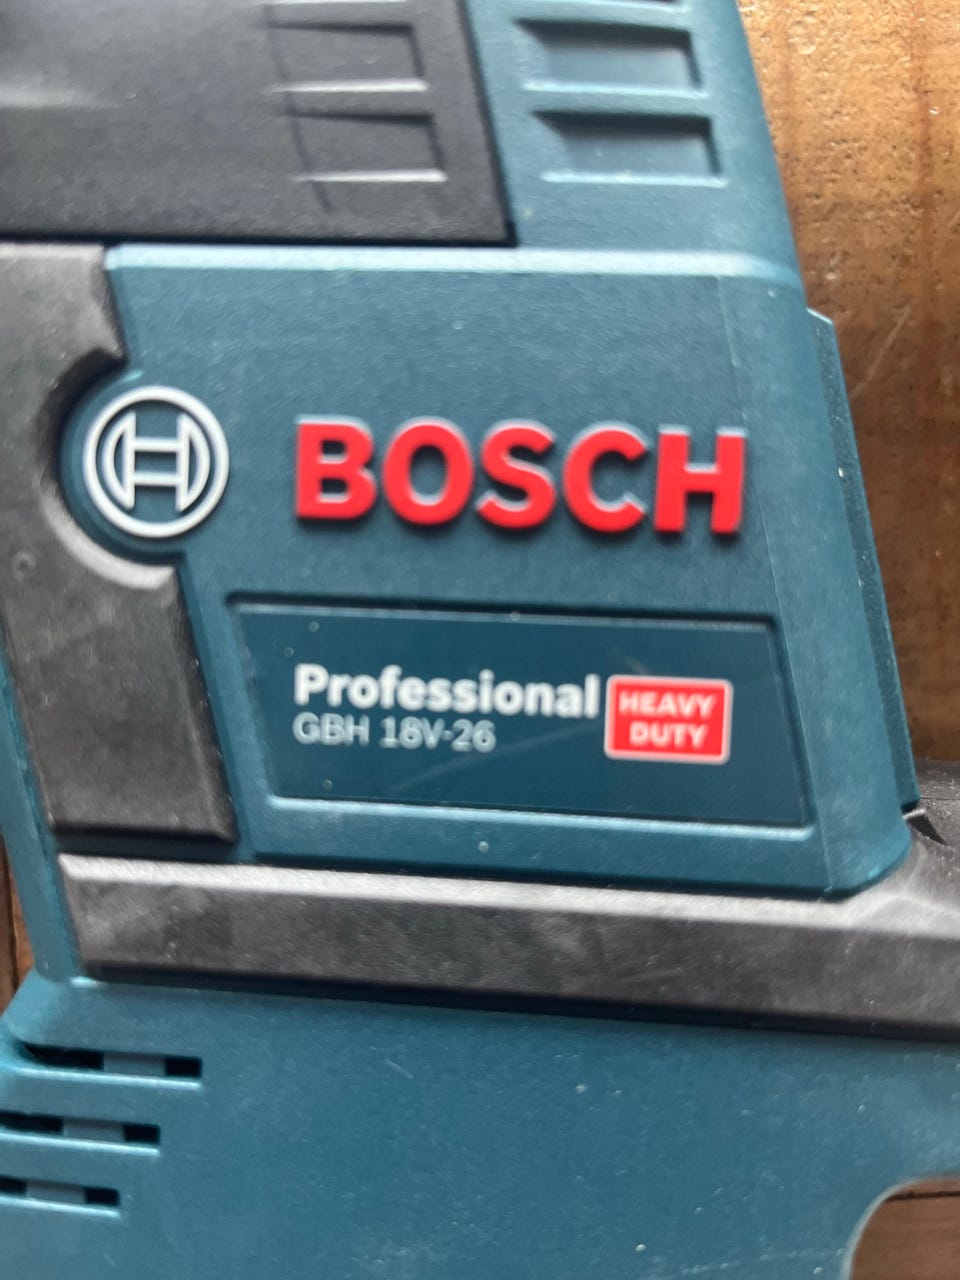 BOSCH
Professional
GBH 18V-26
HEAVY
DUTY